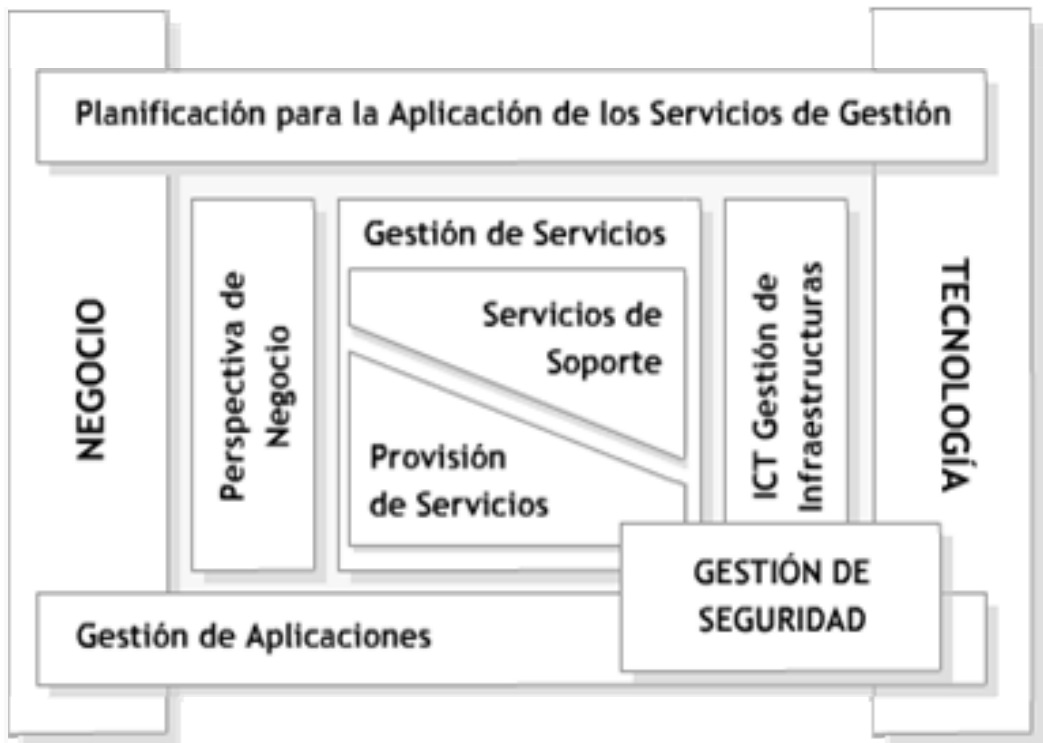 Planificación para la Aplicación de los Servicios de Gestión
NEGOCIO
Perspectiva de
Negocio
Gestión de Servicios
Servicios de
Soporte
Provisión
de Servicios
ICT Gestión de
Infraestructuras
TECNOLOGÍA
GESTIÓN DE
SEGURIDAD
Gestión de Aplicaciones